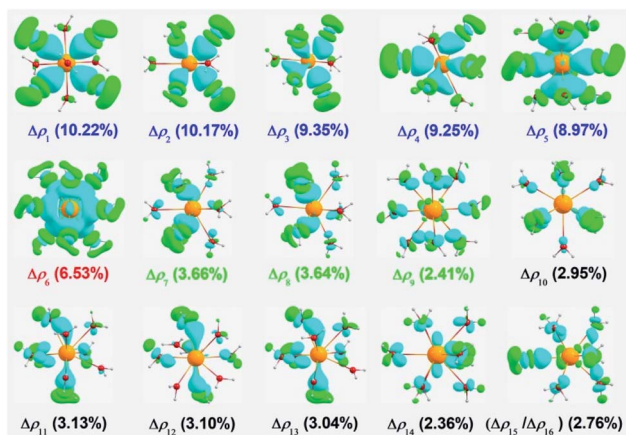 Δρ₁ (10.22%) Δρ₂ (10.17%) Δρ₃ (9.35%) Δρ₄ (9.25%) Δρ₅ (8.97%)
Δρ₆ (6.53%) Δρ₇ (3.66%) Δρ₈ (3.64%) Δρ₉ (2.41%) Δρ₁₀ (2.95%)
Δρ₁₁ (3.13%) Δρ₁₂ (3.10%) Δρ₁₃ (3.04%) Δρ₁₄ (2.36%) (Δρ₁₅ /Δρ₁₆ ) (2.76%)